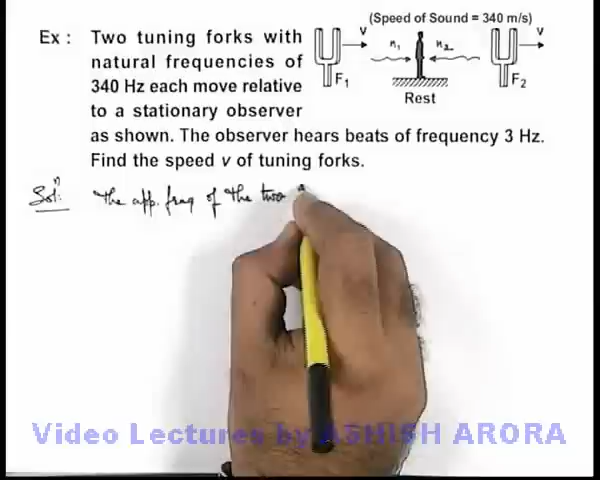 (Speed of Sound = 340 m/s)
Ex : Two tuning forks with
natural frequencies of
340 Hz each move relative
to a stationary observer
as shown. The observer hears beats of frequency 3 Hz.
Find the speed v of tuning forks.
v
n₁
n₂
v
F₁
F₂
Rest
Solⁿ: The app. freq of the two
Video Lectures by ASHISH ARORA